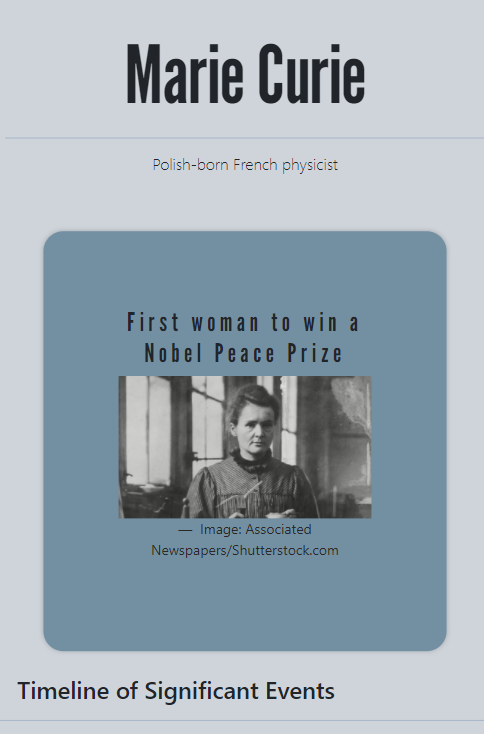 Marie Curie
Polish-born French physicist
First woman to win a
Nobel Peace Prize
— Image: Associated
Newspapers/Shutterstock.com
Timeline of Significant Events